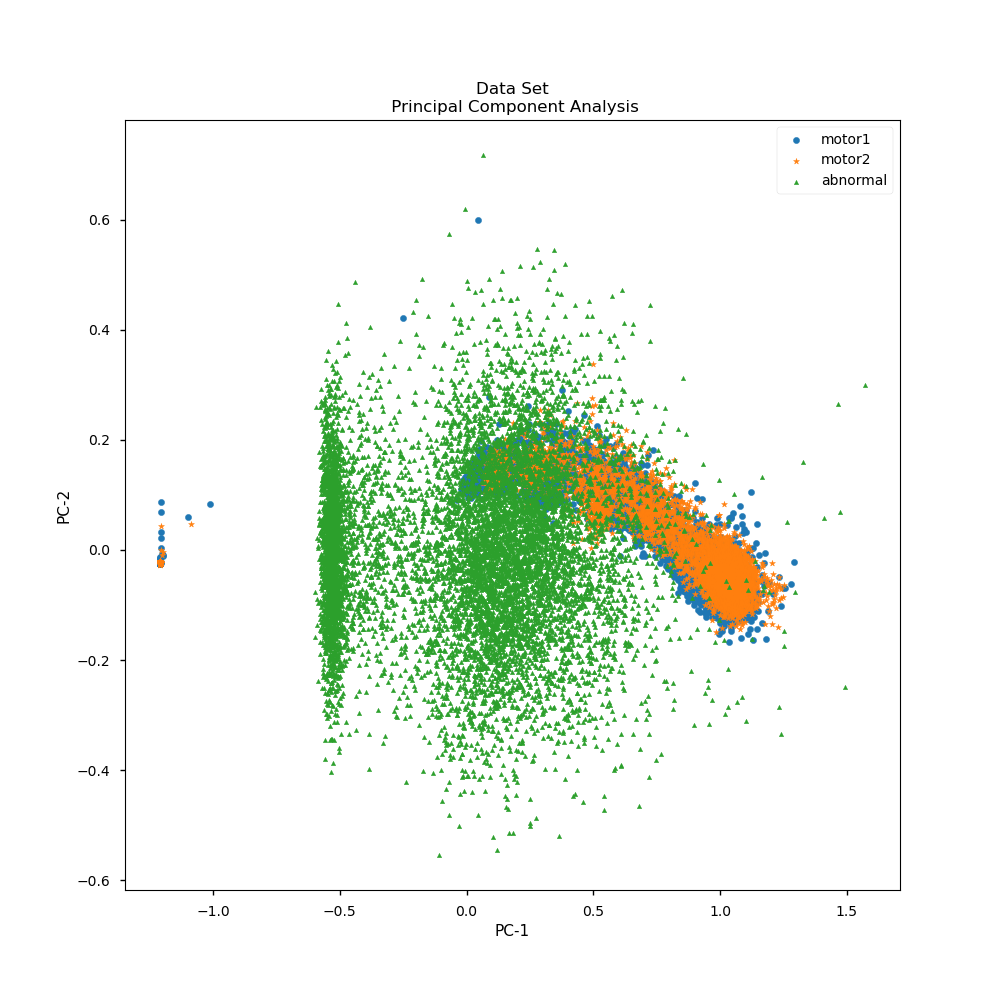 Data Set
Principal Component Analysis
motor1
motor2
abnormal
PC-2
0.6
0.4
0.2
0.0
−0.2
−0.4
−0.6
−1.0
−0.5
0.0
0.5
1.0
1.5
PC-1